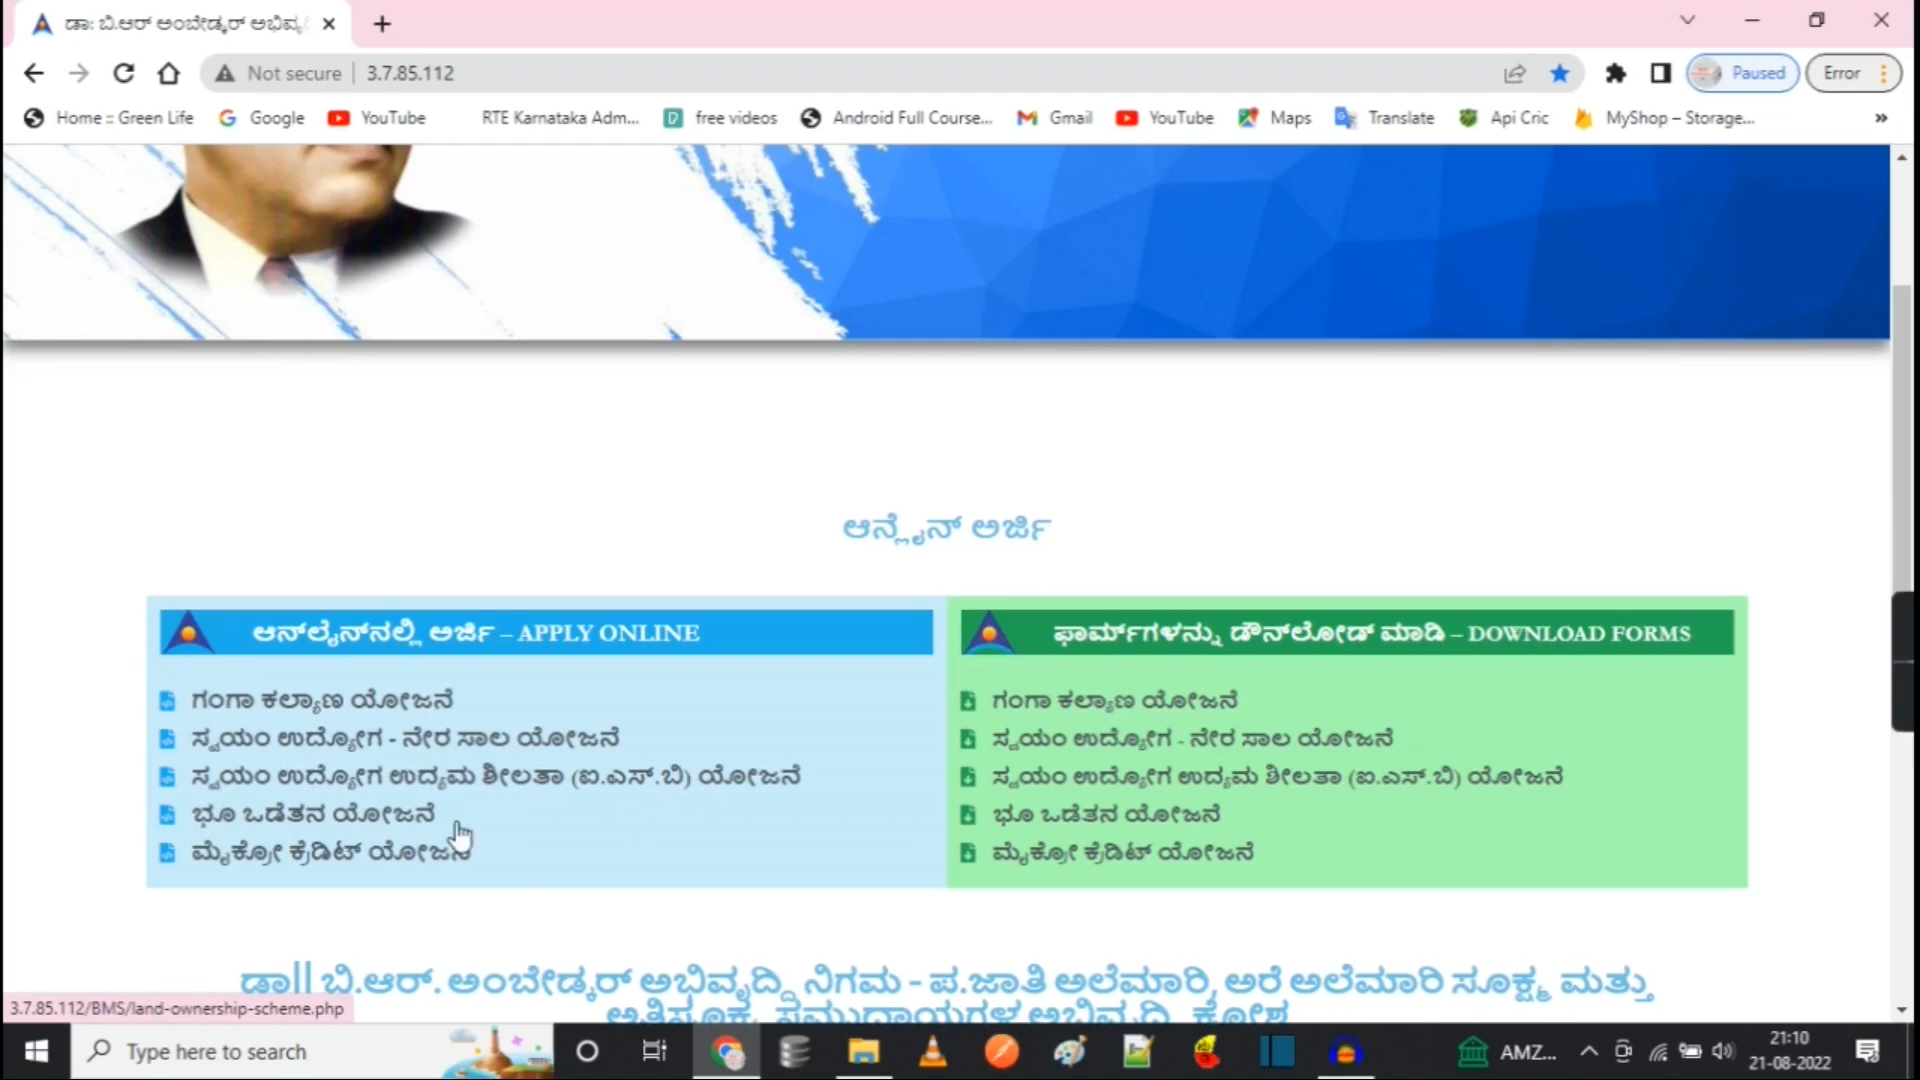 ಡಾ: ಬಿ.ಆರ್ ಅಂಬೇಡ್ಕರ್ ಅಭಿವೃ
Not secure 3.7.85.112 Paused Error
Home :: Green Life Google YouTube RTE Karnataka Adm... free videos Android Full Course... Gmail YouTube Maps Translate Api Cric MyShop – Storage... »
ಆನ್ಲೈನ್ ಅರ್ಜಿ
ಆನ್‌ಲೈನ್‌ನಲ್ಲಿ ಅರ್ಜಿ – APPLY ONLINE
ಗಂಗಾ ಕಲ್ಯಾಣ ಯೋಜನೆ
ಸ್ವಯಂ ಉದ್ಯೋಗ - ನೇರ ಸಾಲ ಯೋಜನೆ
ಸ್ವಯಂ ಉದ್ಯೋಗ ಉದ್ಯಮ ಶೀಲತಾ (ಐ.ಎಸ್.ಬಿ) ಯೋಜನೆ
ಭೂ ಒಡೆತನ ಯೋಜನೆ
ಮೈಕ್ರೋ ಕ್ರೆಡಿಟ್ ಯೋಜನೆ
ಫಾರ್ಮ್‌ಗಳನ್ನು ಡೌನ್‌ಲೋಡ್ ಮಾಡಿ – DOWNLOAD FORMS
ಗಂಗಾ ಕಲ್ಯಾಣ ಯೋಜನೆ
ಸ್ವಯಂ ಉದ್ಯೋಗ - ನೇರ ಸಾಲ ಯೋಜನೆ
ಸ್ವಯಂ ಉದ್ಯೋಗ ಉದ್ಯಮ ಶೀಲತಾ (ಐ.ಎಸ್.ಬಿ) ಯೋಜನೆ
ಭೂ ಒಡೆತನ ಯೋಜನೆ
ಮೈಕ್ರೋ ಕ್ರೆಡಿಟ್ ಯೋಜನೆ
ಡಾ|| ಬಿ.ಆರ್. ಅಂಬೇಡ್ಕರ್ ಅಭಿವೃದ್ದಿ ನಿಗಮ - ಪ.ಜಾತಿ ಅಲೆಮಾರಿ, ಅರೆ ಅಲೆಮಾರಿ ಸೂಕ್ಷ್ಮ ಮತ್ತು
ಅತಿಸೂಕ್ಷ್ಮ ಸಮುದಾಯಗಳ ಅಭಿವೃದ್ದಿ ಕೋಶ
3.7.85.112/BMS/land-ownership-scheme.php
Type here to search AMZ... 21:10
21-08-2022